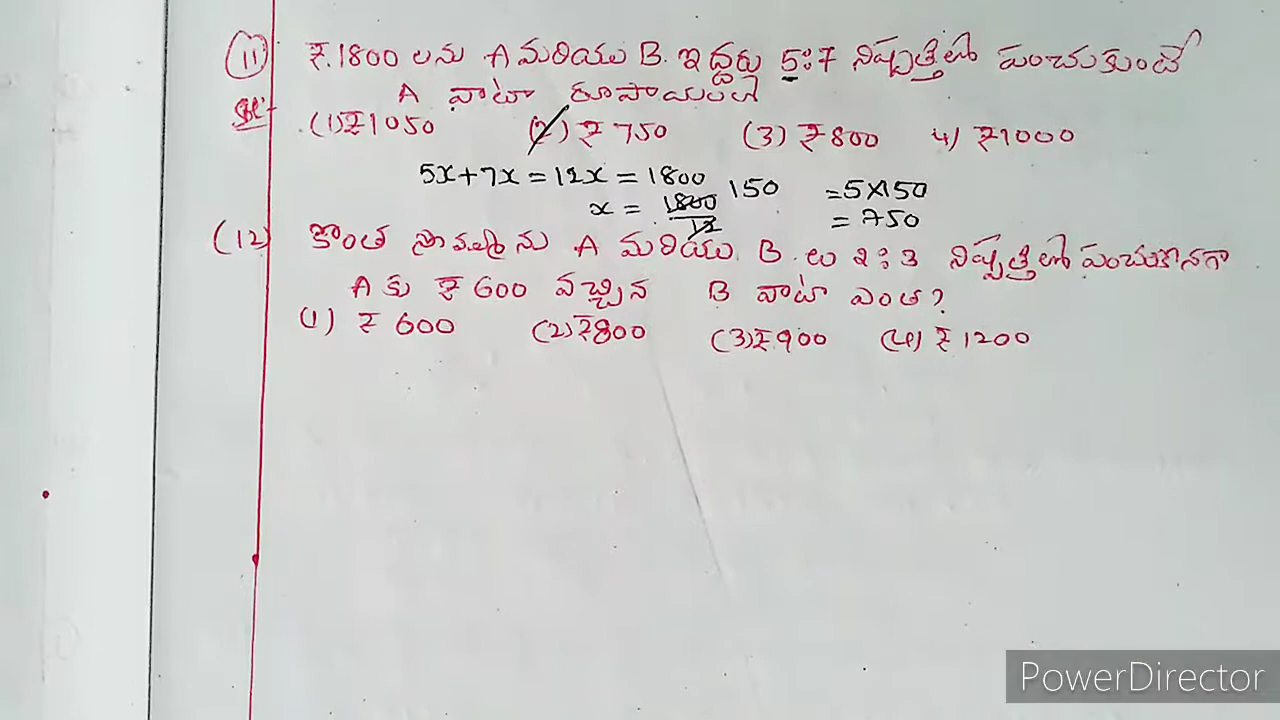 (11) ₹.1800 లను A మరియు B. ఇద్దరు 5:7 నిష్పత్తిలో పంచుకుంటే
A వాటా రూపాయలలో
Sol:- (1) ₹1050 (2) ₹750 (3) ₹800 4) ₹1000
5x+7x = 12x = 1800
x = 1800/12 150 =5×150
= 750
(12) కొంత సొమ్మును A మరియు B లు 2:3 నిష్పత్తిలో పంచుకొనగా
A కు ₹600 వచ్చిన B వాటా ఎంత?
(1) ₹600 (2) ₹800 (3) ₹.900 (4) ₹1200
PowerDirector